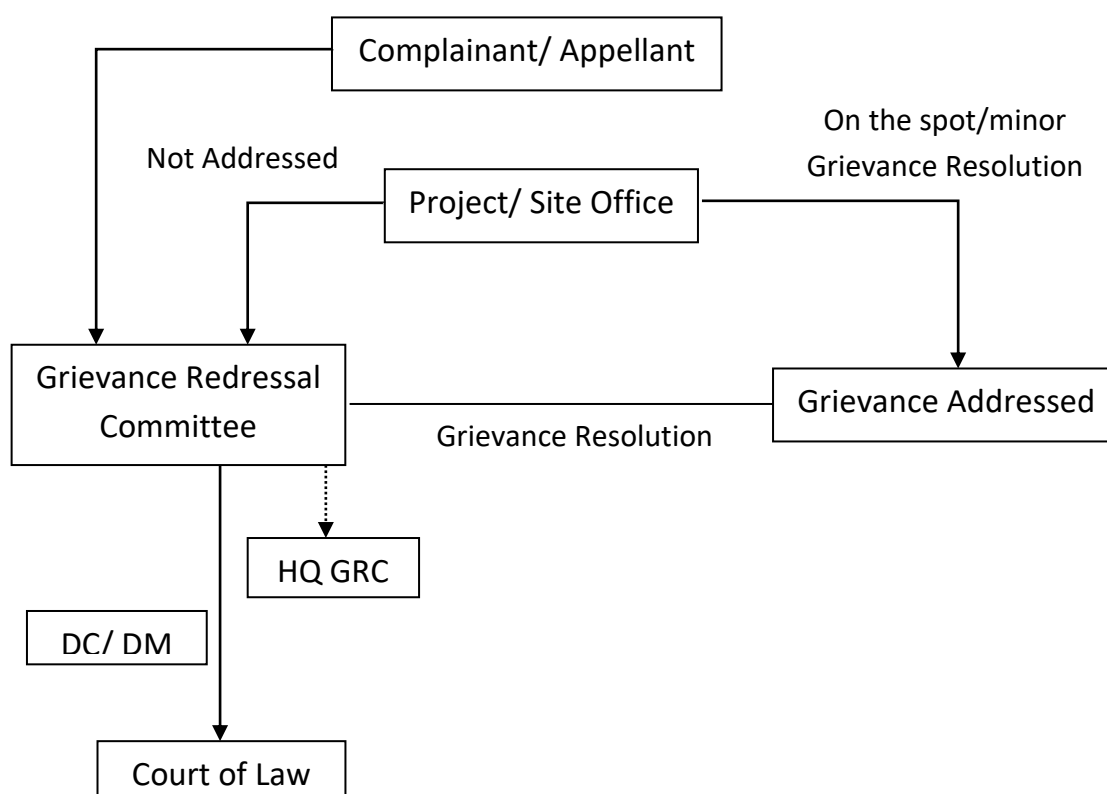 Complainant/ Appellant
On the spot/minor
Grievance Resolution
Not Addressed
Project/ Site Office
Grievance Redressal
Committee
Grievance Addressed
Grievance Resolution
HQ GRC
DC/ DM
Court of Law